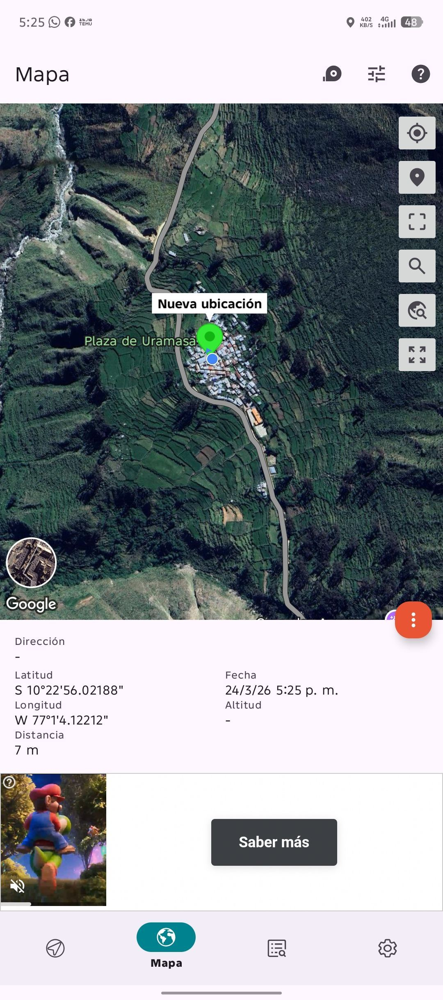 5:25
TEMU
402
KB/S
4G
48
Mapa
Nueva ubicación
Plaza de Uramasa
Google
Dirección
-
Latitud
S 10°22'56.02188"
Fecha
24/3/26 5:25 p. m.
Longitud
W 77°1'4.12212"
Altitud
-
Distancia
7 m
Saber más
Mapa